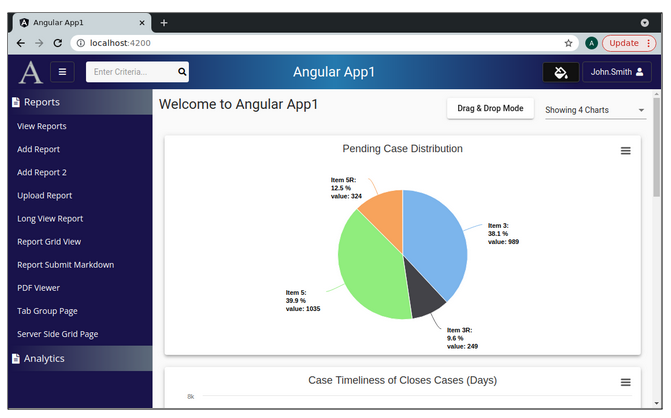 Angular App1
localhost:4200
A
Update
A
Enter Criteria...
Angular App1
John.Smith
Reports
Welcome to Angular App1
Drag & Drop Mode
Showing 4 Charts
View Reports
Add Report
Add Report 2
Upload Report
Long View Report
Report Grid View
Report Submit Markdown
PDF Viewer
Tab Group Page
Server Side Grid Page
Analytics
Pending Case Distribution
Item 5R:
12.5 %
value: 324
Item 3:
38.1 %
value: 989
Item 5:
39.9 %
value: 1035
Item 3R:
9.6 %
value: 249
Case Timeliness of Closes Cases (Days)
8k